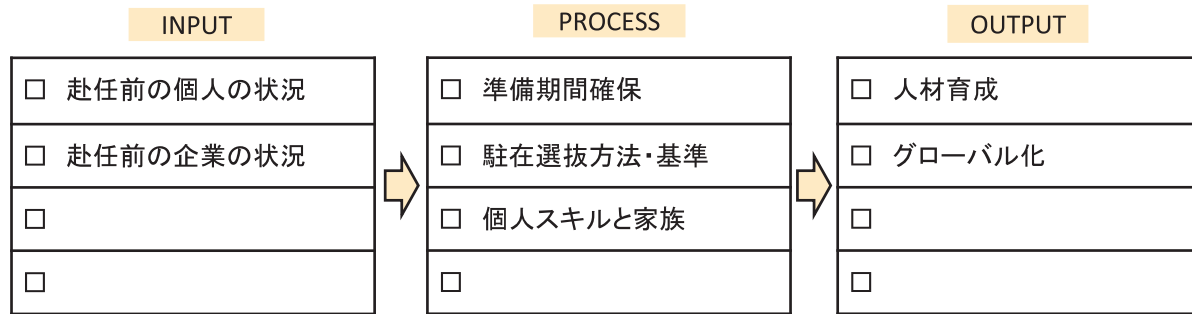 INPUT
□ 赴任前の個人の状況
□ 赴任前の企業の状況
□
□
PROCESS
□ 準備期間確保
□ 駐在選抜方法・基準
□ 個人スキルと家族
□
OUTPUT
□ 人材育成
□ グローバル化
□
□